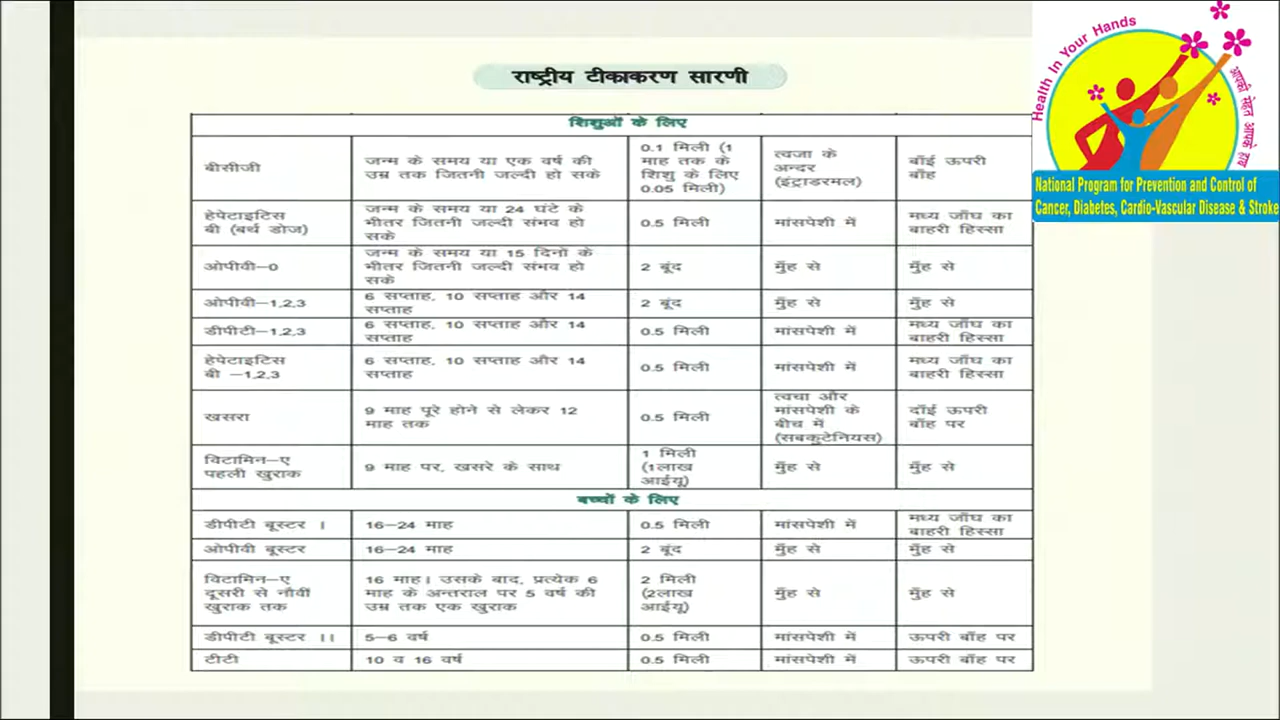 राष्ट्रीय टीकाकरण सारणी
शिशुओं के लिए
बीसीजी
जन्म के समय या एक वर्ष की
उम्र तक जितनी जल्दी हो सके
0.1 मिली (1
माह तक के
शिशु के लिए
0.05 मिली)
त्वजा के
अन्दर
(इंट्राडरमल)
बाँई ऊपरी
बाँह
हेपेटाइटिस
बी (बर्थ डोज)
जन्म के समय या 24 घंटे के
भीतर जितनी जल्दी संभव हो
सके
0.5 मिली
मांसपेशी में
मध्य जाँघ का
बाहरी हिस्सा
ओपीवी–0
जन्म के समय या 15 दिनों के
भीतर जितनी जल्दी संभव हो
सके
2 बूंद
मुँह से
मुँह से
ओपीवी–1,2,3
6 सप्ताह, 10 सप्ताह और 14
सप्ताह
2 बूंद
मुँह से
मुँह से
डीपीटी–1,2,3
6 सप्ताह, 10 सप्ताह और 14
सप्ताह
0.5 मिली
मांसपेशी में
मध्य जाँघ का
बाहरी हिस्सा
हेपेटाइटिस
बी –1,2,3
6 सप्ताह, 10 सप्ताह और 14
सप्ताह
0.5 मिली
मांसपेशी में
मध्य जाँघ का
बाहरी हिस्सा
खसरा
9 माह पूरे होने से लेकर 12
माह तक
0.5 मिली
त्वचा और
मांसपेशी के
बीच में
(सबकुटेनियस)
दाँई ऊपरी
बाँह पर
विटामिन–ए
पहली खुराक
9 माह पर, खसरे के साथ
1 मिली
(1लाख
आईयू)
मुँह से
मुँह से
बच्चों के लिए
डीपीटी बूस्टर ।
16–24 माह
0.5 मिली
मांसपेशी में
मध्य जाँघ का
बाहरी हिस्सा
ओपीवी बूस्टर
16–24 माह
2 बूंद
मुँह से
मुँह से
विटामिन–ए
दूसरी से नौवीं
खुराक तक
16 माह। उसके बाद, प्रत्येक 6
माह के अन्तराल पर 5 वर्ष की
उम्र तक एक खुराक
2 मिली
(2लाख
आईयू)
मुँह से
मुँह से
डीपीटी बूस्टर ।।
5–6 वर्ष
0.5 मिली
मांसपेशी में
ऊपरी बाँह पर
टीटी
10 व 16 वर्ष
0.5 मिली
मांसपेशी में
ऊपरी बाँह पर
Health In Your Hands
आपकी सेहत आपके हाथ
National Program for Prevention and Control of
Cancer, Diabetes, Cardio-Vascular Disease & Stroke